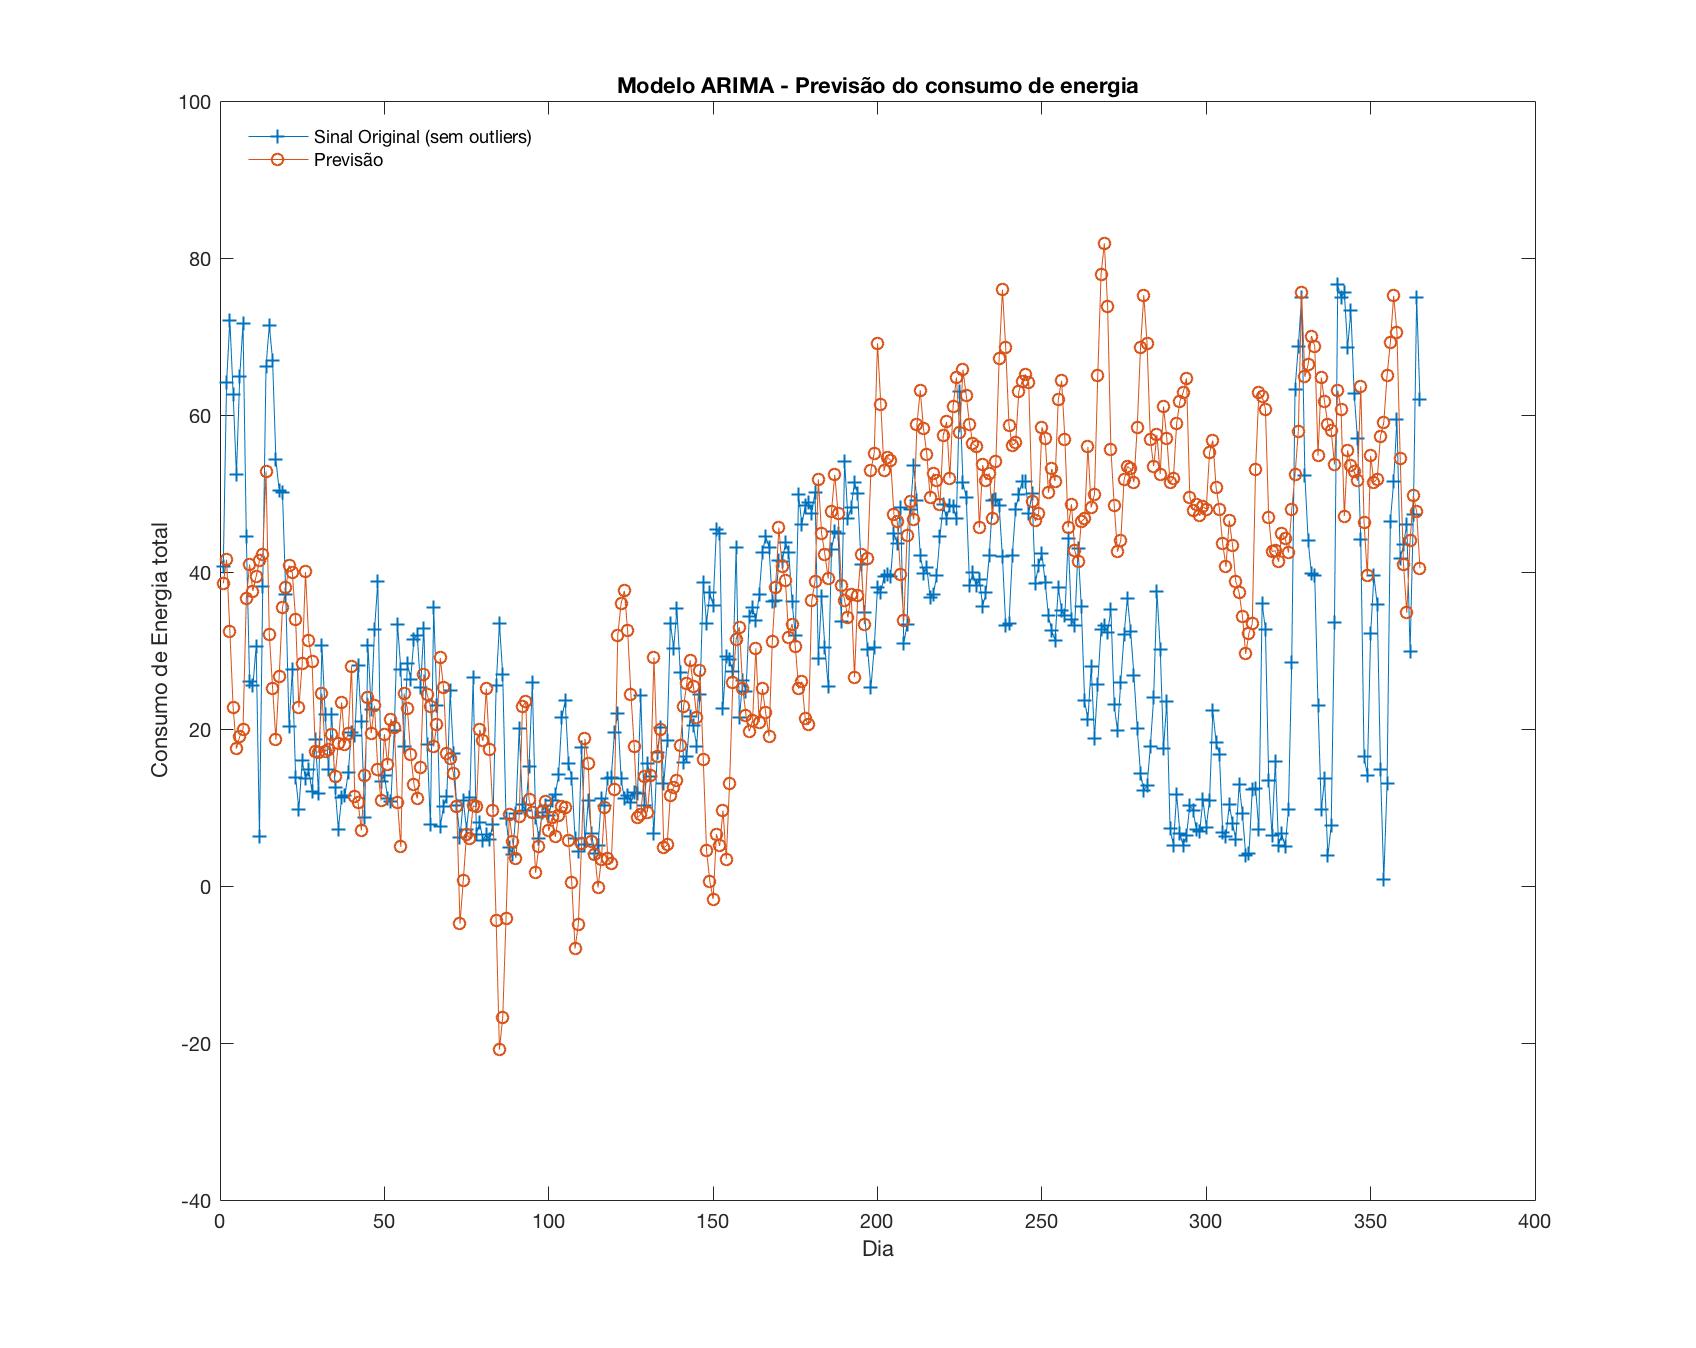 Modelo ARIMA - Previsão do consumo de energia
Sinal Original (sem outliers)
Previsão
Consumo de Energia total
100
80
60
40
20
0
-20
-40
0 50 100 150 200 250 300 350 400
Dia